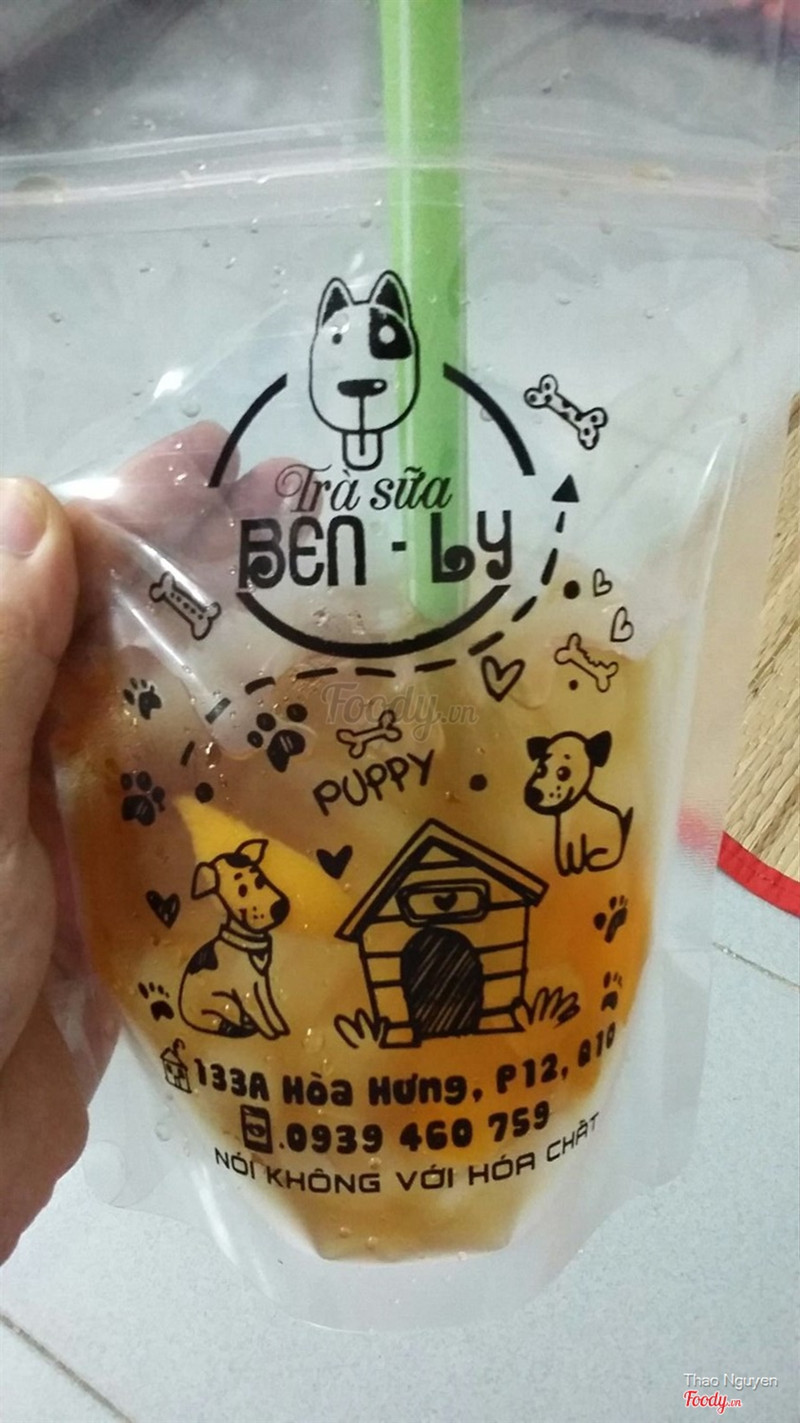 Trà sữa
BEN - LY
Foody.vn
PUPPY
133A Hòa Hưng, P12, Q10
.0939 460 759
NÓI KHÔNG VỚI HÓA CHẤT
Thao Nguyen
Foody.vn